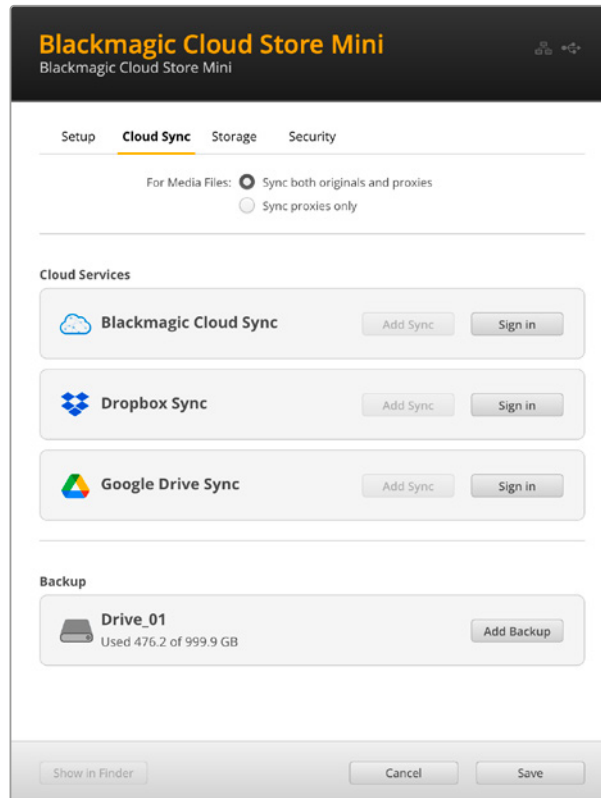 Blackmagic Cloud Store Mini
Blackmagic Cloud Store Mini
Setup Cloud Sync Storage Security
For Media Files: Sync both originals and proxies
Sync proxies only
Cloud Services
Blackmagic Cloud Sync Add Sync Sign in
Dropbox Sync Add Sync Sign in
Google Drive Sync Add Sync Sign in
Backup
Drive_01
Used 476.2 of 999.9 GB Add Backup
Show in Finder Cancel Save